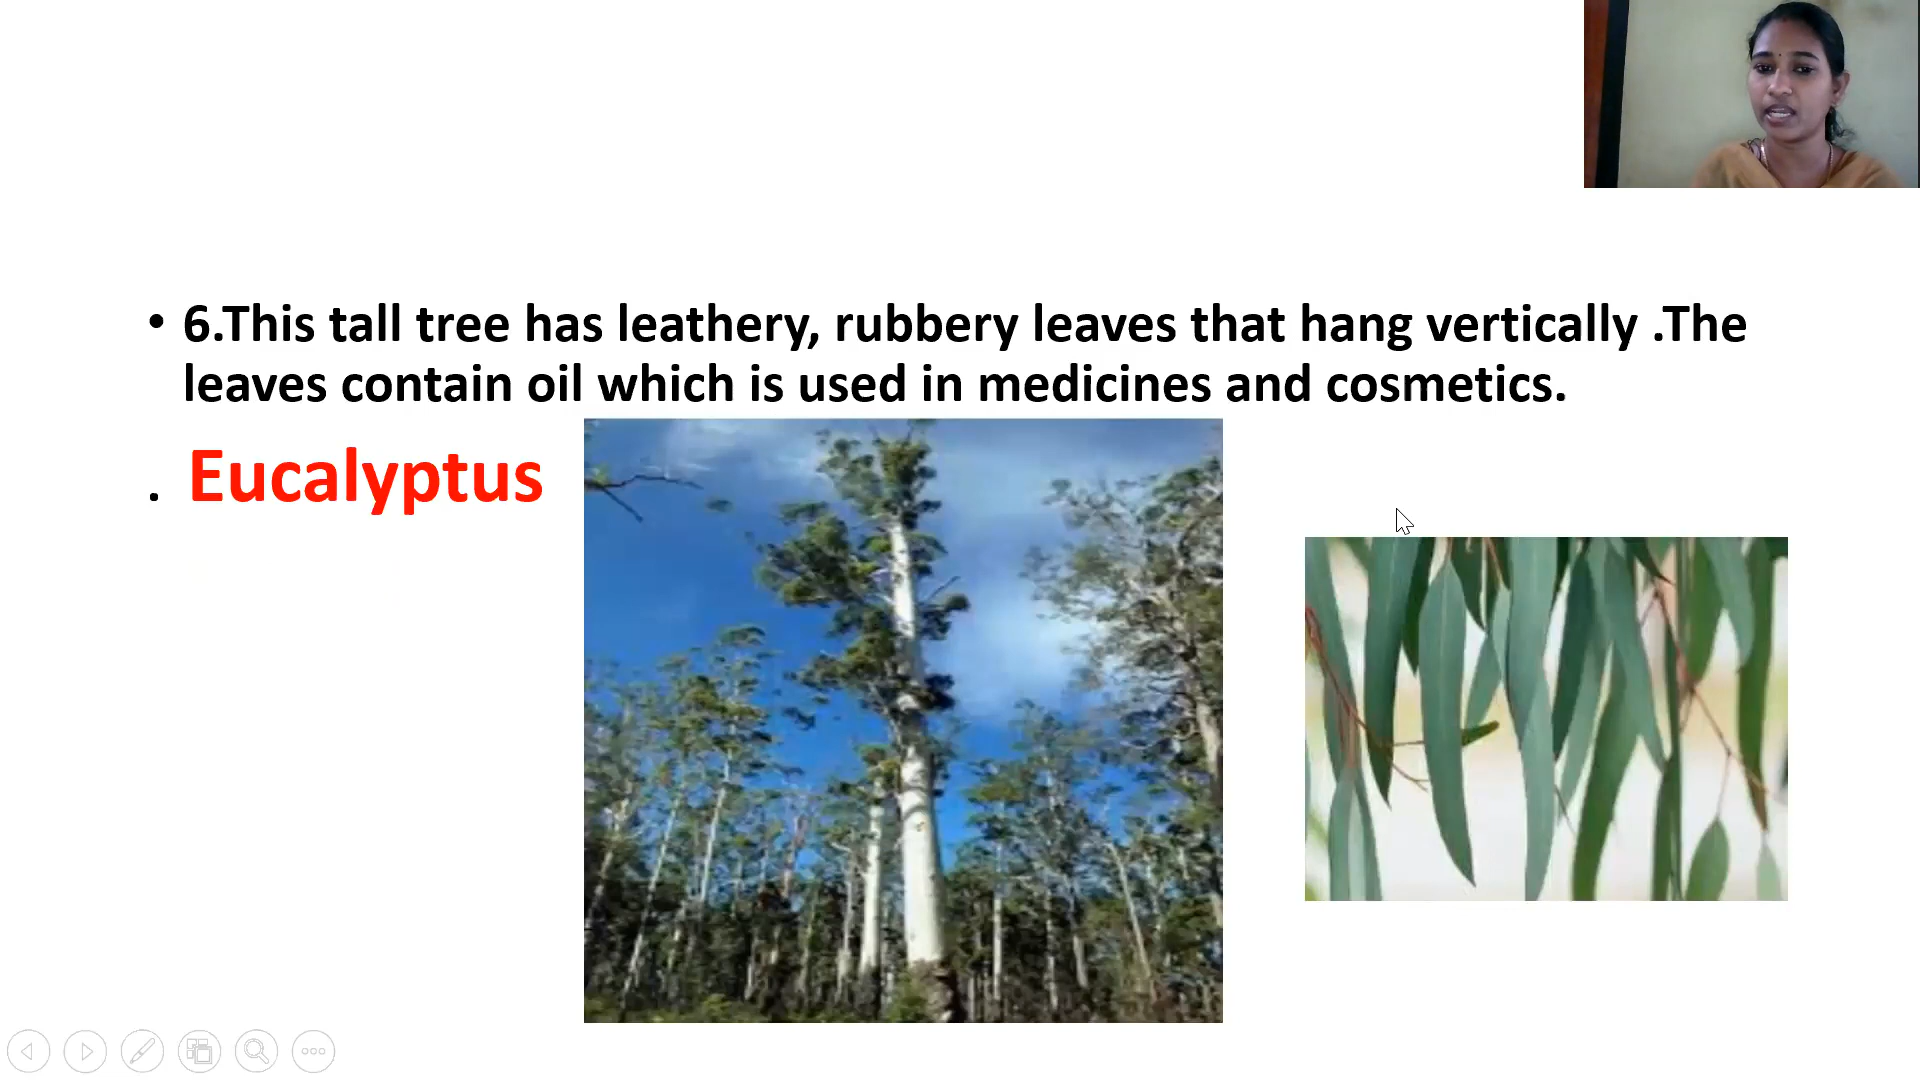 • 6.This tall tree has leathery, rubbery leaves that hang vertically .The
leaves contain oil which is used in medicines and cosmetics.
. Eucalyptus